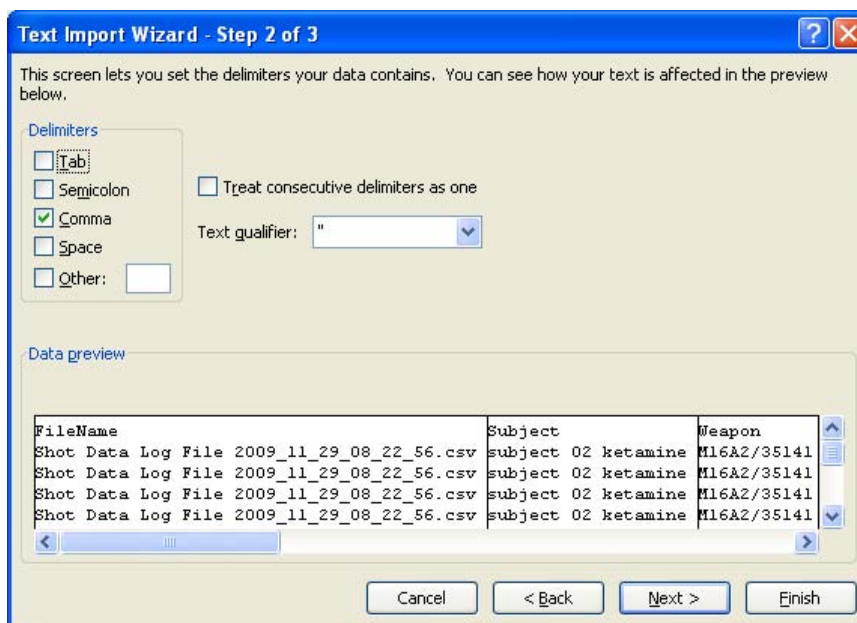 Text Import Wizard - Step 2 of 3
This screen lets you set the delimiters your data contains. You can see how your text is affected in the preview
below.
Delimiters
Tab
Semicolon
Comma
Space
Other:
Treat consecutive delimiters as one
Text qualifier: "
Data preview
FileName Subject Weapon
Shot Data Log File 2009_11_29_08_22_56.csv subject 02 ketamine M16A2/35141
Shot Data Log File 2009_11_29_08_22_56.csv subject 02 ketamine M16A2/35141
Shot Data Log File 2009_11_29_08_22_56.csv subject 02 ketamine M16A2/35141
Shot Data Log File 2009_11_29_08_22_56.csv subject 02 ketamine M16A2/35141
Cancel < Back Next > Finish